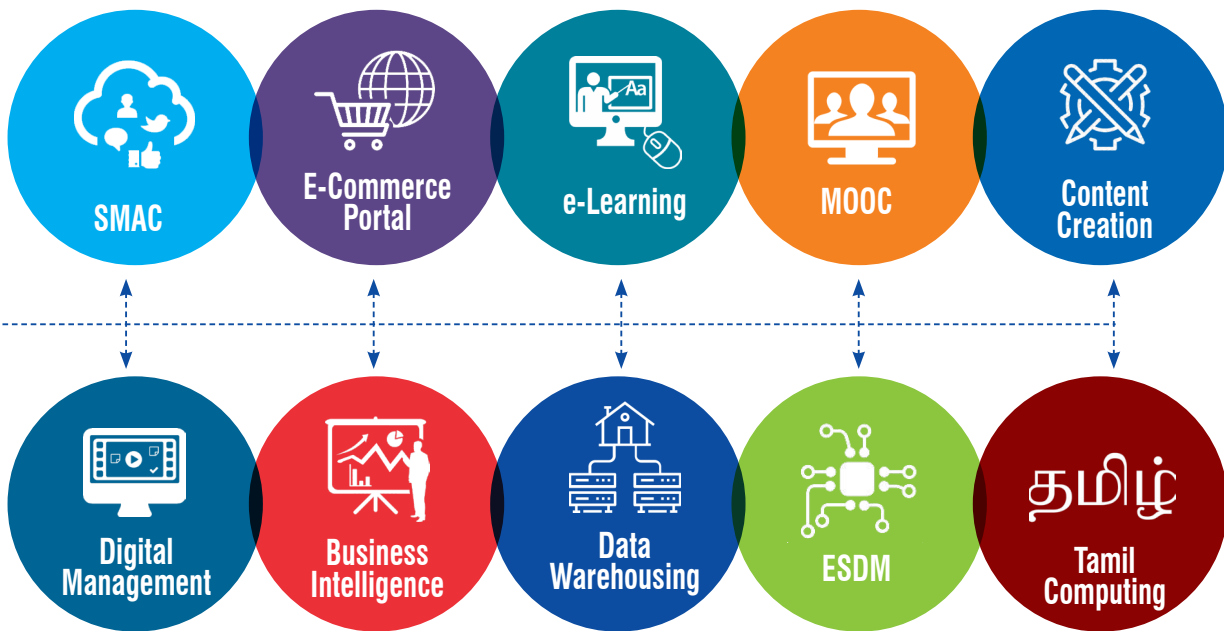 Aa
SMAC
E-Commerce
Portal
e-Learning
MOOC
Content
Creation
Digital
Management
Business
Intelligence
Data
Warehousing
ESDM
தமிழ்
Tamil
Computing